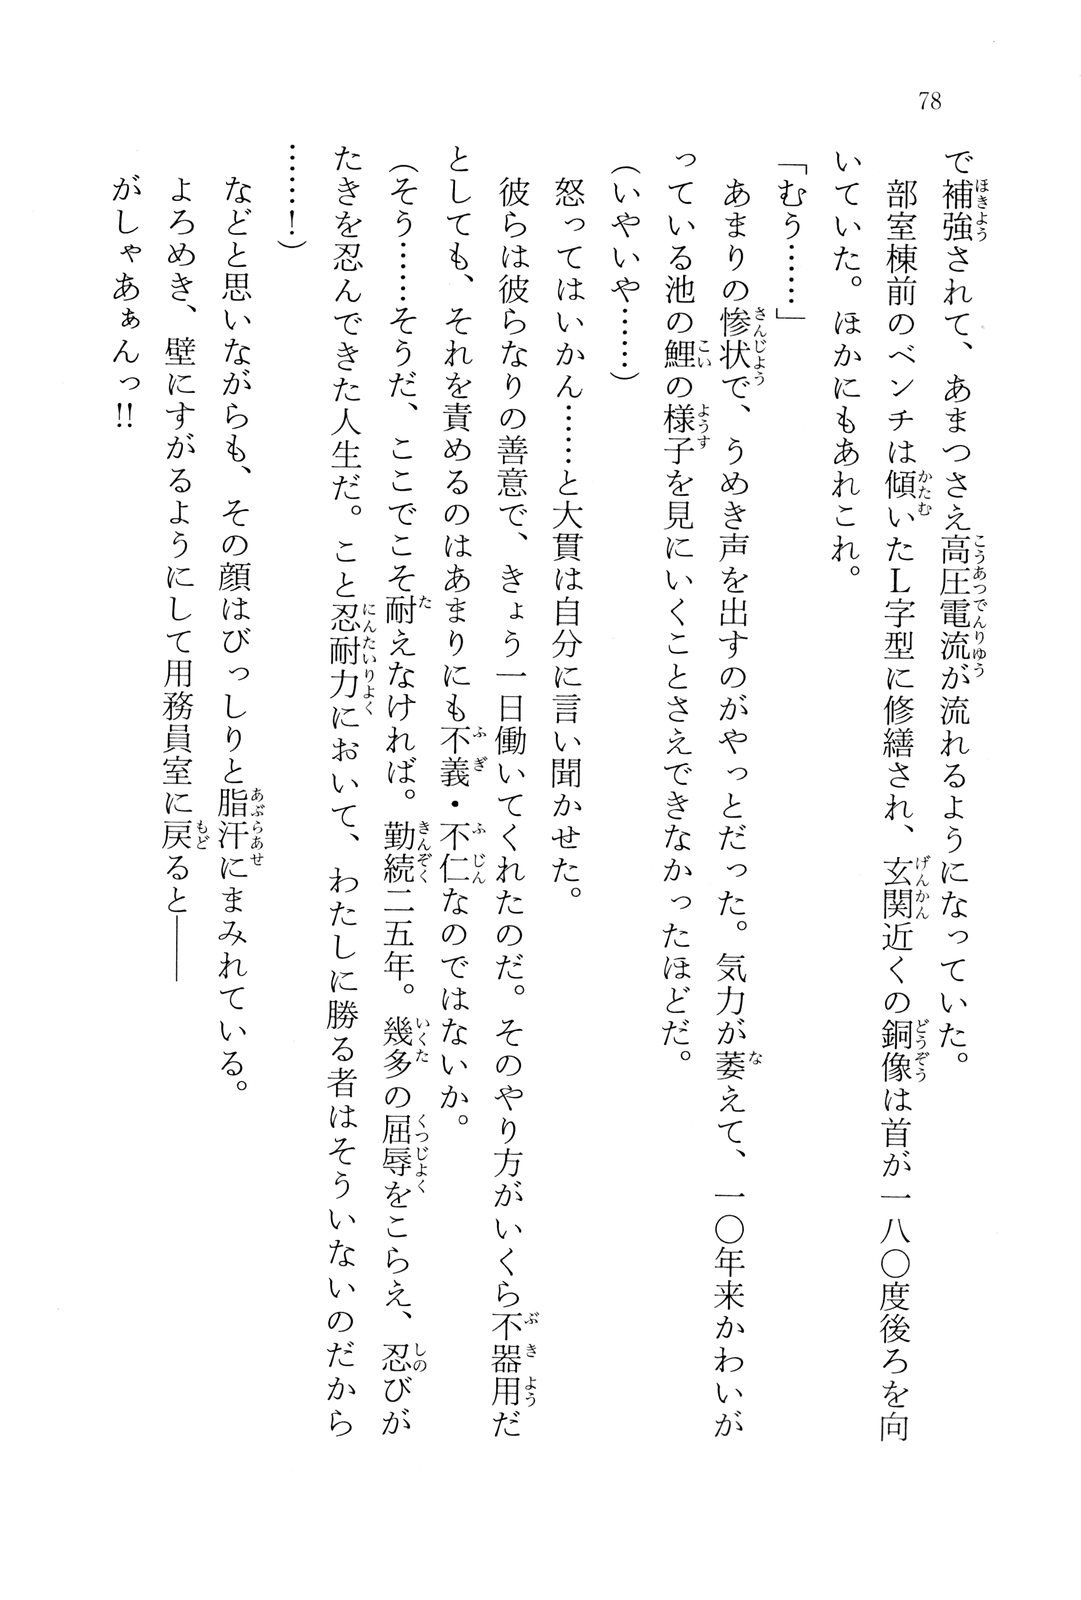 78
で補強されて、あまつさえ高圧電流が流れるようになっていた。
部室棟前のベンチは傾いたL字型に修繕され、玄関近くの銅像は首が一八〇度後ろを向
いていた。ほかにもあれこれ。
「むう……」
あまりの惨状で、うめき声を出すのがやっとだった。気力が萎えて、一〇年来かわいが
っている池の鯉の様子を見にいくことさえできなかったほどだ。
（いやいや……）
怒ってはいかん……と大貫は自分に言い聞かせた。
彼らは彼らなりの善意で、きょう一日働いてくれたのだ。そのやり方がいくら不器用だ
としても、それを責めるのはあまりにも不義・不仁なのではないか。
（そう……そうだ、ここでこそ耐えなければ。勤続二五年。幾多の屈辱をこらえ、忍びが
たきを忍んできた人生だ。こと忍耐力において、わたしに勝る者はそういないのだから
……！）
などと思いながらも、その顔はびっしりと脂汗にまみれている。
よろめき、壁にすがるようにして用務員室に戻ると――
がしゃあぁんっ!!